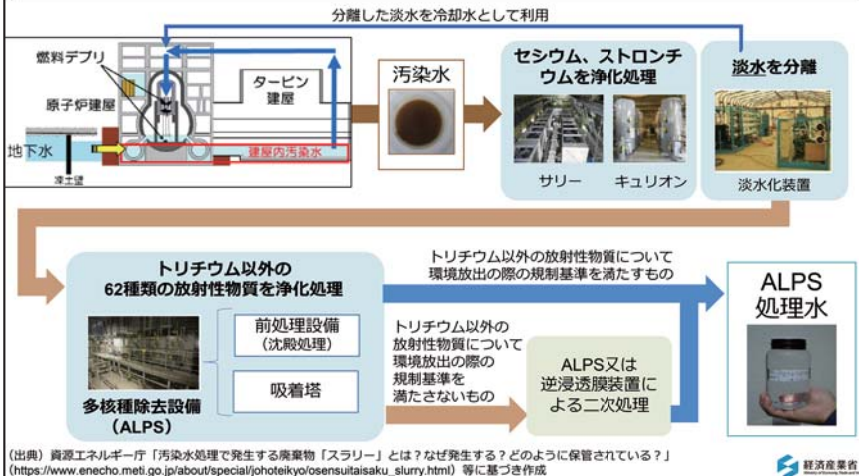 分離した淡水を冷却水として利用
燃料デブリ
原子炉建屋
タービン
建屋
地下水
凍土壁
建屋内汚染水
汚染水
セシウム、ストロンチ
ウムを浄化処理
サリー
キュリオン
淡水を分離
淡水化装置
トリチウム以外の
62種類の放射性物質を浄化処理
前処理設備
（沈殿処理）
吸着塔
多核種除去設備
（ALPS）
トリチウム以外の放射性物質について
環境放出の際の規制基準を満たすもの
トリチウム以外の
放射性物質について
環境放出の際の
規制基準を
満たさないもの
ALPS又は
逆浸透膜装置に
よる二次処理
ALPS
処理水
（出典）資源エネルギー庁「汚染水処理で発生する廃棄物「スラリー」とは？なぜ発生する？どのように保管されている？」
（https://www.enecho.meti.go.jp/about/special/johoteikyo/osensuitaisaku_slurry.html）等に基づき作成
経済産業省